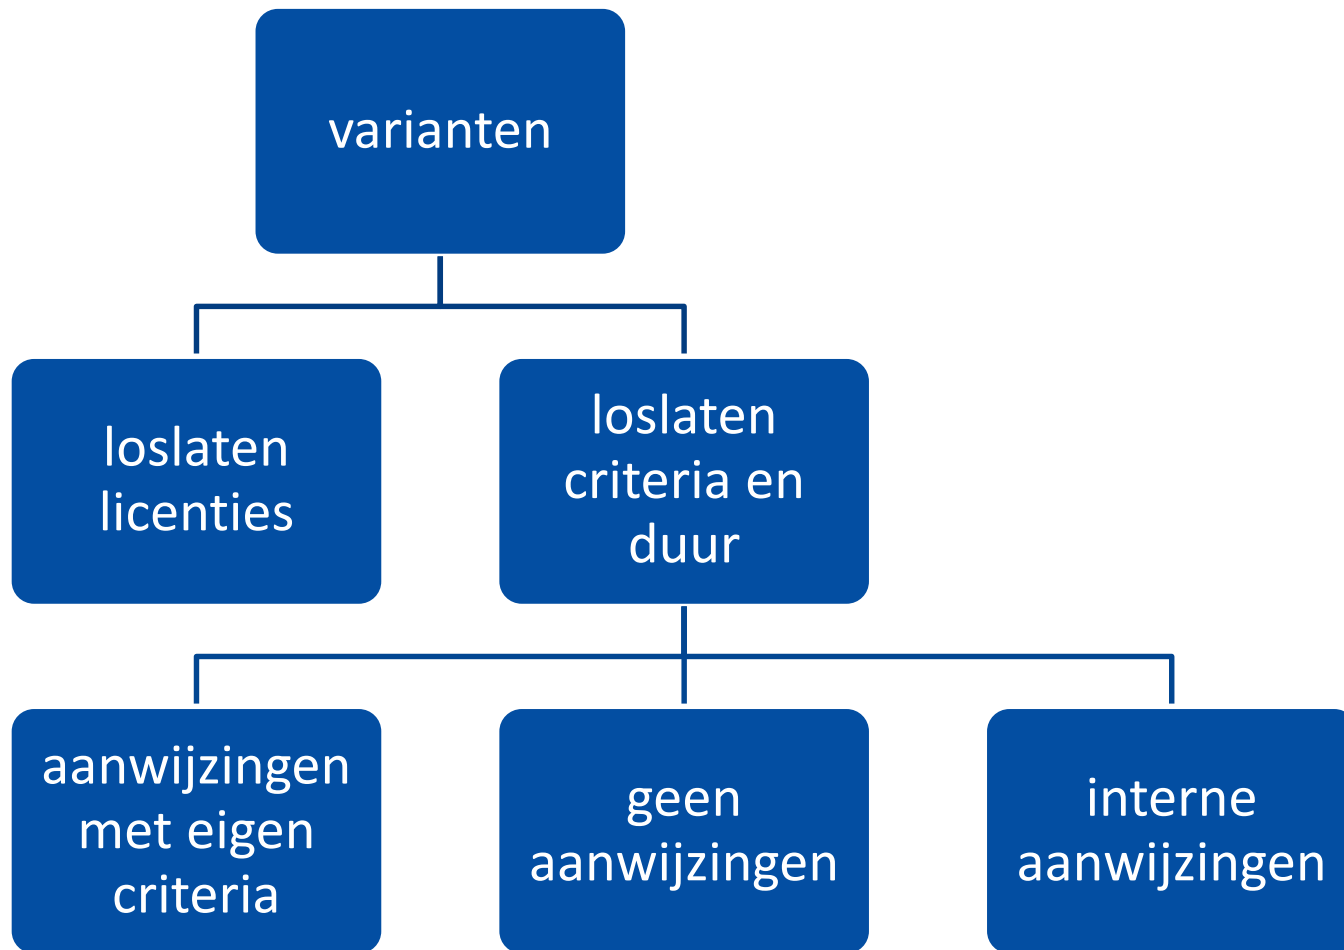 varianten
loslaten
licenties
loslaten
criteria en
duur
aanwijzingen
met eigen
criteria
geen
aanwijzingen
interne
aanwijzingen